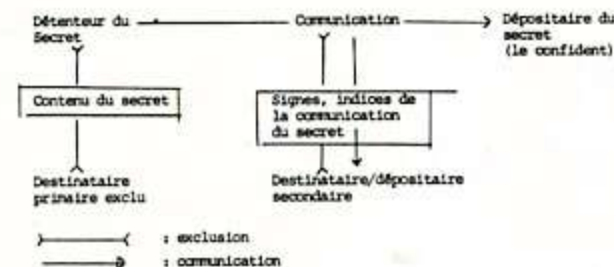 Détenteur du
Secret
Communication
Dépositaire du
secret
(le confident)
Contenu du secret
Signes, indices de
la communication
du secret
Destinataire
primaire exclu
Destinataire/dépositaire
secondaire
: exclusion
: communication